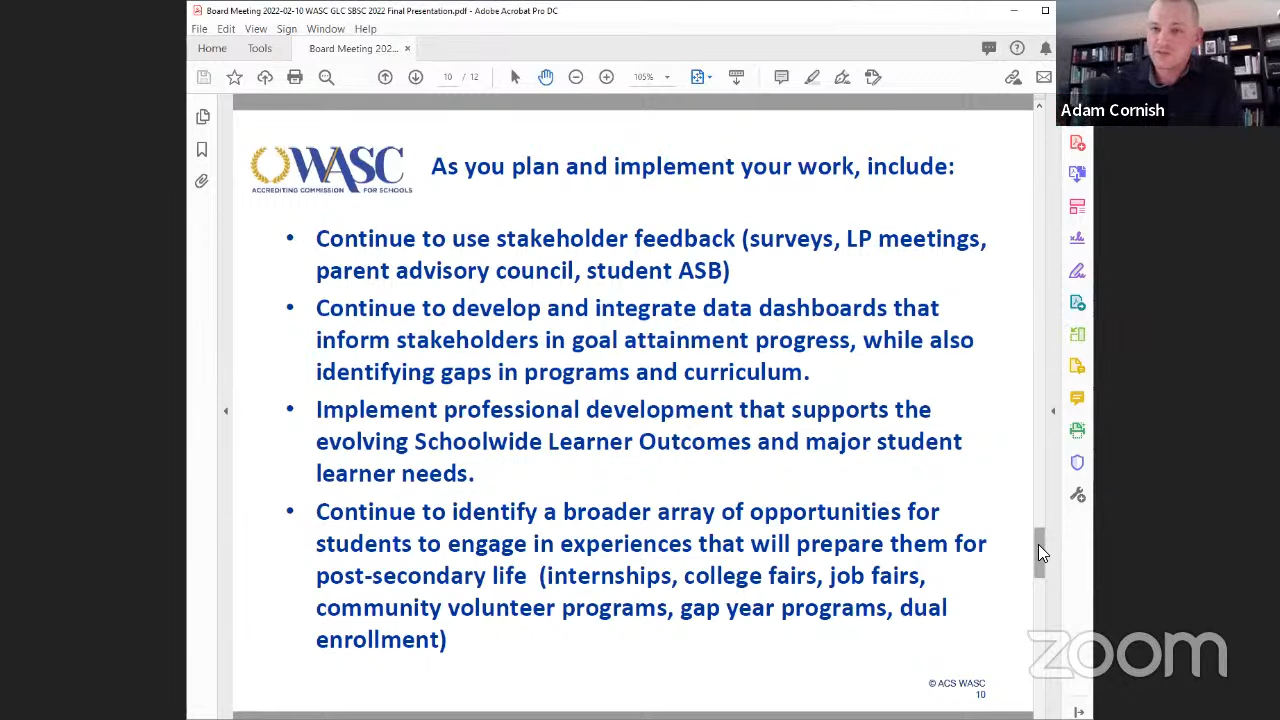 Board Meeting 2022-02-10 WASC GLC SBSC 2022 Final Presentation.pdf - Adobe Acrobat Pro DC
File Edit View Sign Window Help
Home Tools Board Meeting 202... ×
10 / 12 105%
Adam Cornish
WASC
ACCREDITING COMMISSION FOR SCHOOLS
As you plan and implement your work, include:
• Continue to use stakeholder feedback (surveys, LP meetings,
parent advisory council, student ASB)
• Continue to develop and integrate data dashboards that
inform stakeholders in goal attainment progress, while also
identifying gaps in programs and curriculum.
• Implement professional development that supports the
evolving Schoolwide Learner Outcomes and major student
learner needs.
• Continue to identify a broader array of opportunities for
students to engage in experiences that will prepare them for
post-secondary life (internships, college fairs, job fairs,
community volunteer programs, gap year programs, dual
enrollment)
zoom
© ACS WASC
10